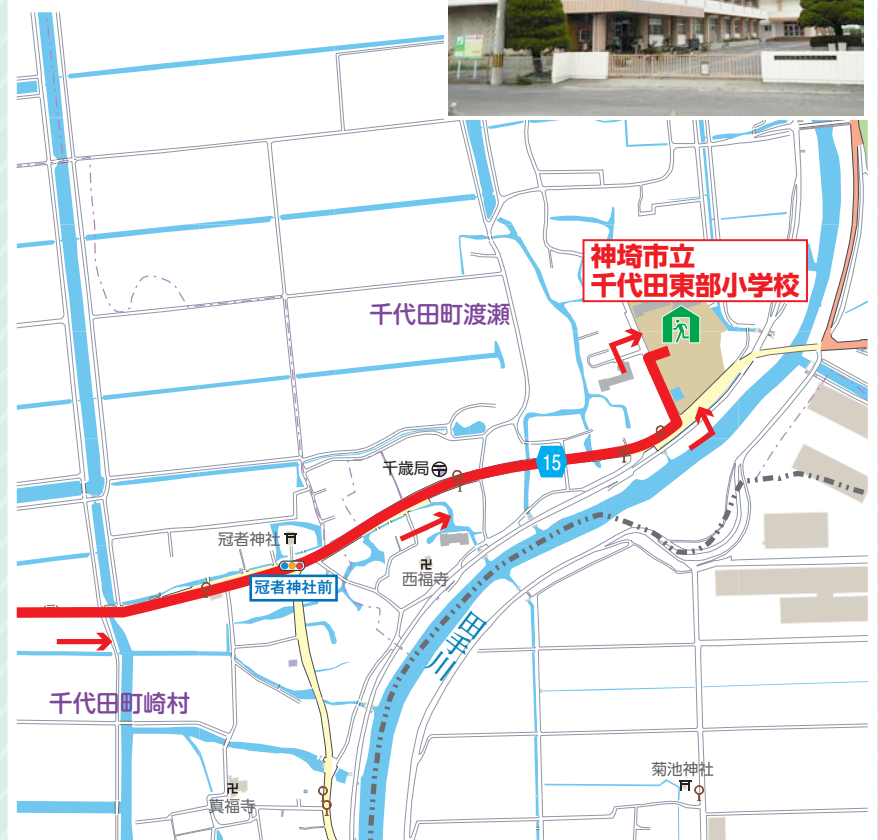 神埼市立
千代田東部小学校
千代田町渡瀬
15
千歳局
冠者神社
冠者神社前
西福寺
田手川
千代田町崎村
菊池神社
真福寺